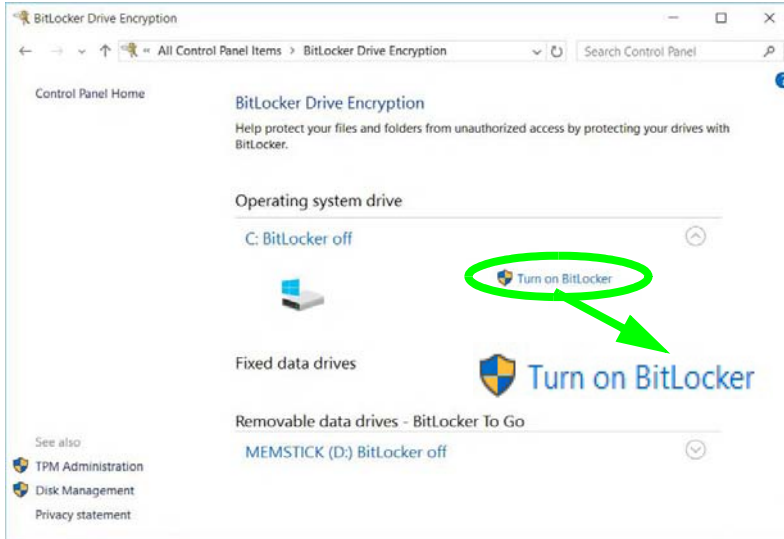 BitLocker Drive Encryption
« All Control Panel Items > BitLocker Drive Encryption
Search Control Panel
Control Panel Home
BitLocker Drive Encryption
Help protect your files and folders from unauthorized access by protecting your drives with
BitLocker.
Operating system drive
C: BitLocker off
Turn on BitLocker
Fixed data drives
Turn on BitLocker
Removable data drives - BitLocker To Go
MEMSTICK (D:) BitLocker off
See also
TPM Administration
Disk Management
Privacy statement